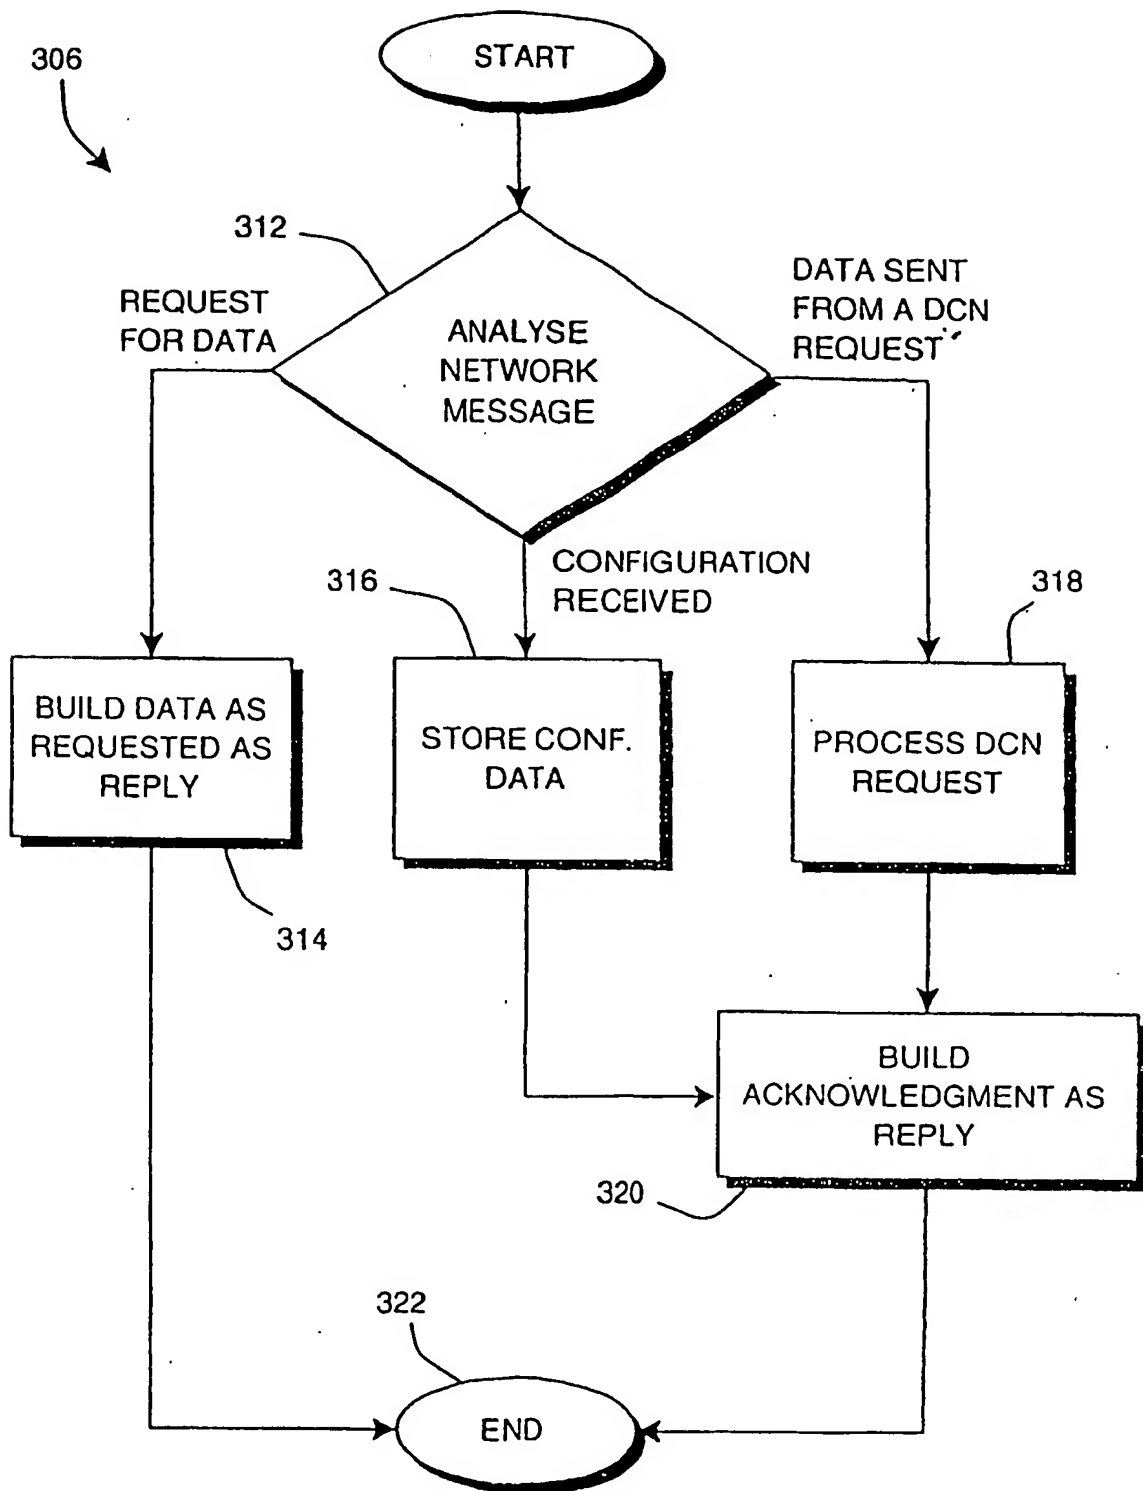 306
START
312
REQUEST
FOR DATA
ANALYSE
NETWORK
MESSAGE
DATA SENT
FROM A DCN
REQUEST
316
CONFIGURATION
RECEIVED
318
BUILD DATA AS
REQUESTED AS
REPLY
STORE CONF.
DATA
PROCESS DCN
REQUEST
314
BUILD
ACKNOWLEDGMENT AS
REPLY
320
322
END